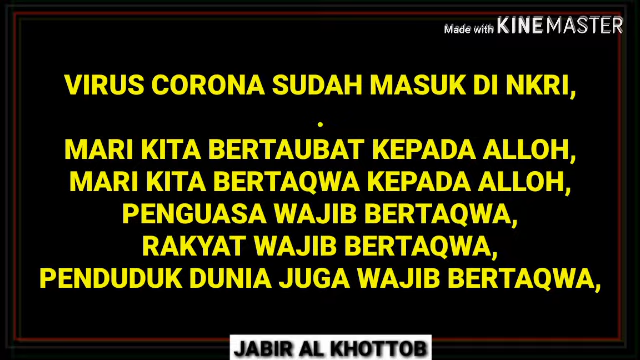 Made with KINEMASTER
VIRUS CORONA SUDAH MASUK DI NKRI,
.
MARI KITA BERTAUBAT KEPADA ALLOH,
MARI KITA BERTAQWA KEPADA ALLOH,
PENGUASA WAJIB BERTAQWA,
RAKYAT WAJIB BERTAQWA,
PENDUDUK DUNIA JUGA WAJIB BERTAQWA,
JABIR AL KHOTTOB